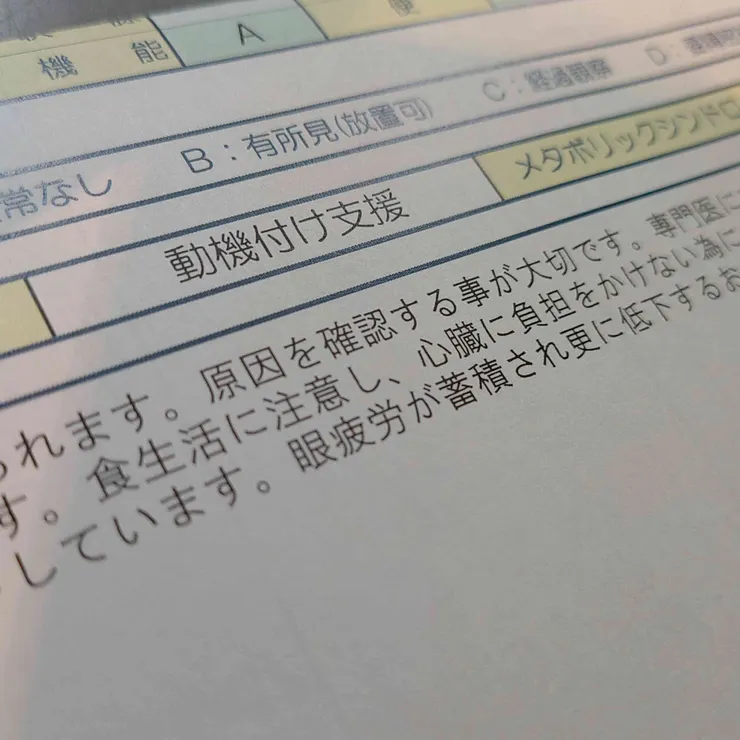 機 能 A 便
常なし B：有所見(放置可) C：経過観察 D：
動機付け支援 メタボリックシンドロ
られます。原因を確認する事が大切です。専門医に
す。食生活に注意し、心臓に負担をかけない為に
しています。眼疲労が蓄積され更に低下するお